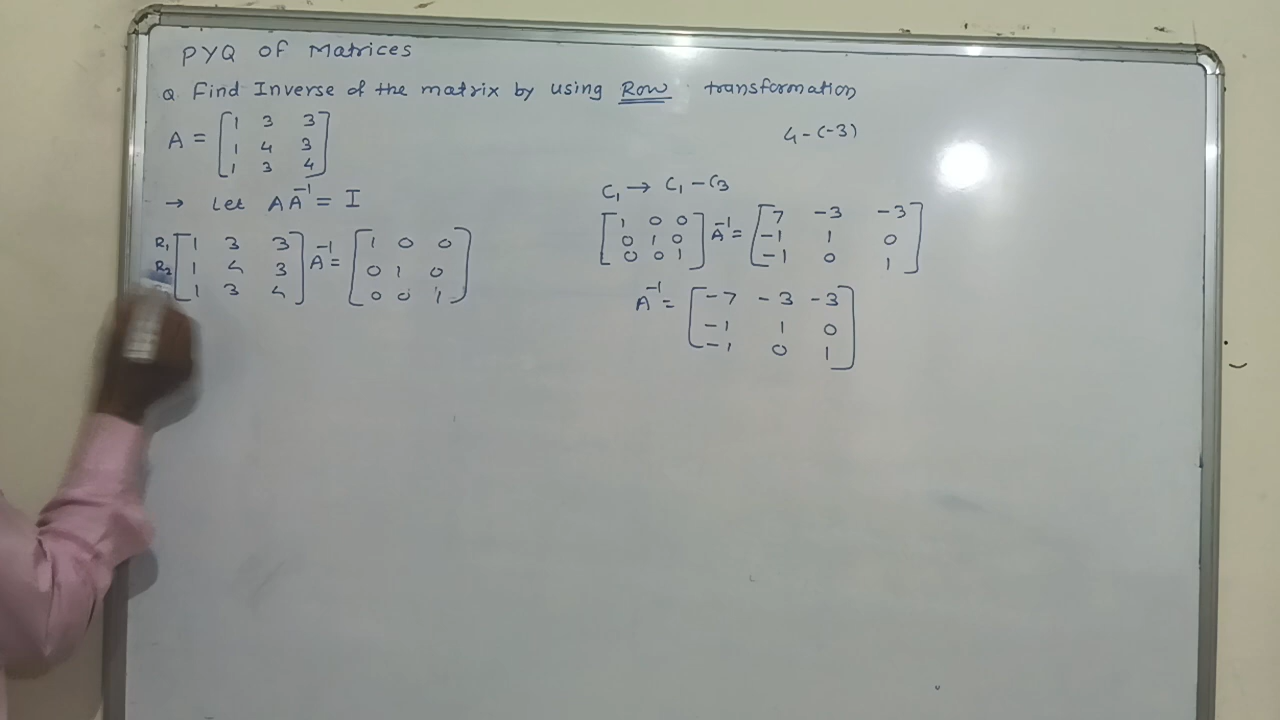 PYQ of Matrices
Q Find Inverse of the matrix by using Row transformation
A = [1 3 3
1 4 3
1 3 4]
→ Let AA⁻¹ = I
R₁ [1 3 3
R₂ 1 4 3
1 3 4] A⁻¹ = [1 0 0
0 1 0
0 0 1]
4-(-3)
C₁ → C₁ - C₃
[1 0 0
0 1 0
0 0 1] A⁻¹ = [7 -3 -3
-1 1 0
-1 0 1]
A⁻¹ = [-7 -3 -3
-1 1 0
-1 0 1]